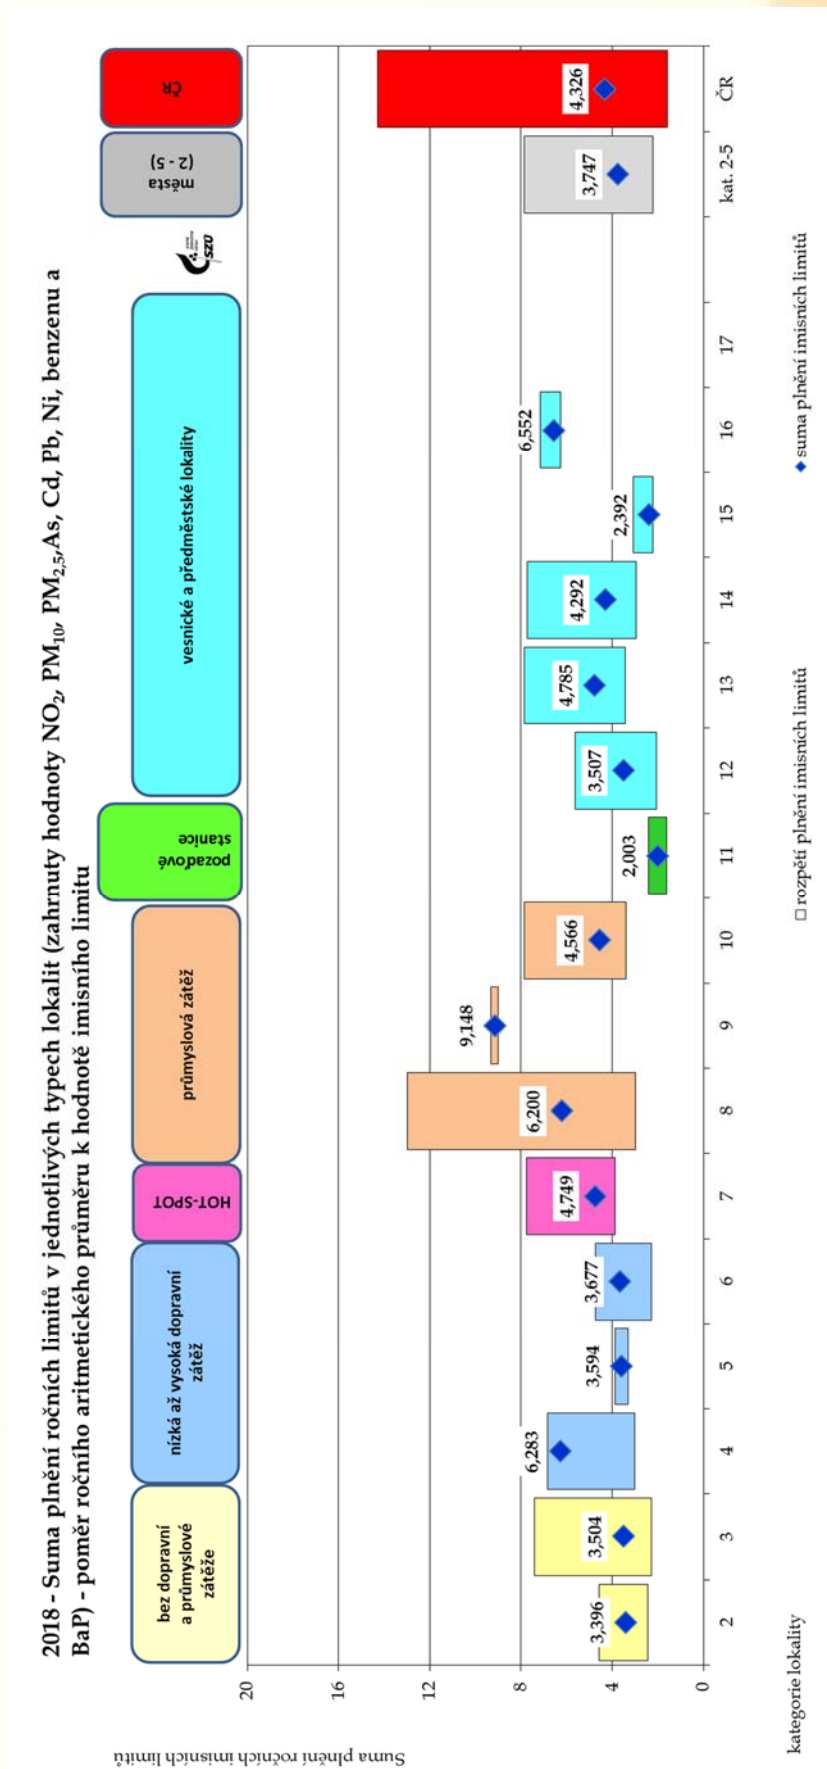 2018 - Suma plnění ročních limitů v jednotlivých typech lokalit (zahrnuty hodnoty NO₂, PM₁₀, PM₂,₅,As, Cd, Pb, Ni, benzenu a
BaP) - poměr ročního aritmetického průměru k hodnotě imisního limitu
bez dopravní
a průmyslové
zátěže
nízká až vysoká dopravní
zátěž
HOT-SPOT
průmyslová zátěž
pozaďové
stanice
vesnické a předměstské lokality
SZÚ
města
(2 - 5)
ČR
Suma plnění ročních imisních limitů
20
16
12
8
4
0
3,396
3,504
6,283
3,594
3,677
4,749
6,200
9,148
4,566
2,003
3,507
4,785
4,292
2,392
6,552
3,747
4,326
2
3
4
5
6
7
8
9
10
11
12
13
14
15
16
17
kat. 2-5
ČR
kategorie lokality
rozpětí plnění imisních limitů
suma plnění imisních limitů